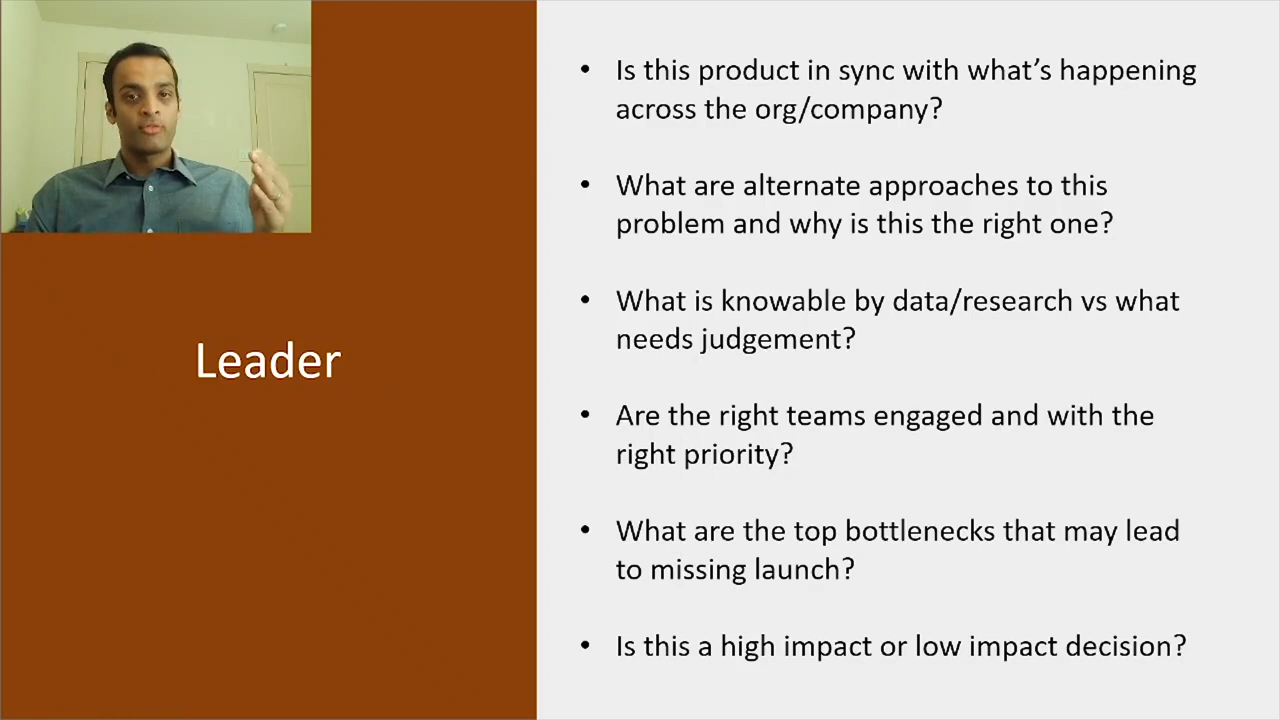 Leader
• Is this product in sync with what’s happening
across the org/company?
• What are alternate approaches to this
problem and why is this the right one?
• What is knowable by data/research vs what
needs judgement?
• Are the right teams engaged and with the
right priority?
• What are the top bottlenecks that may lead
to missing launch?
• Is this a high impact or low impact decision?